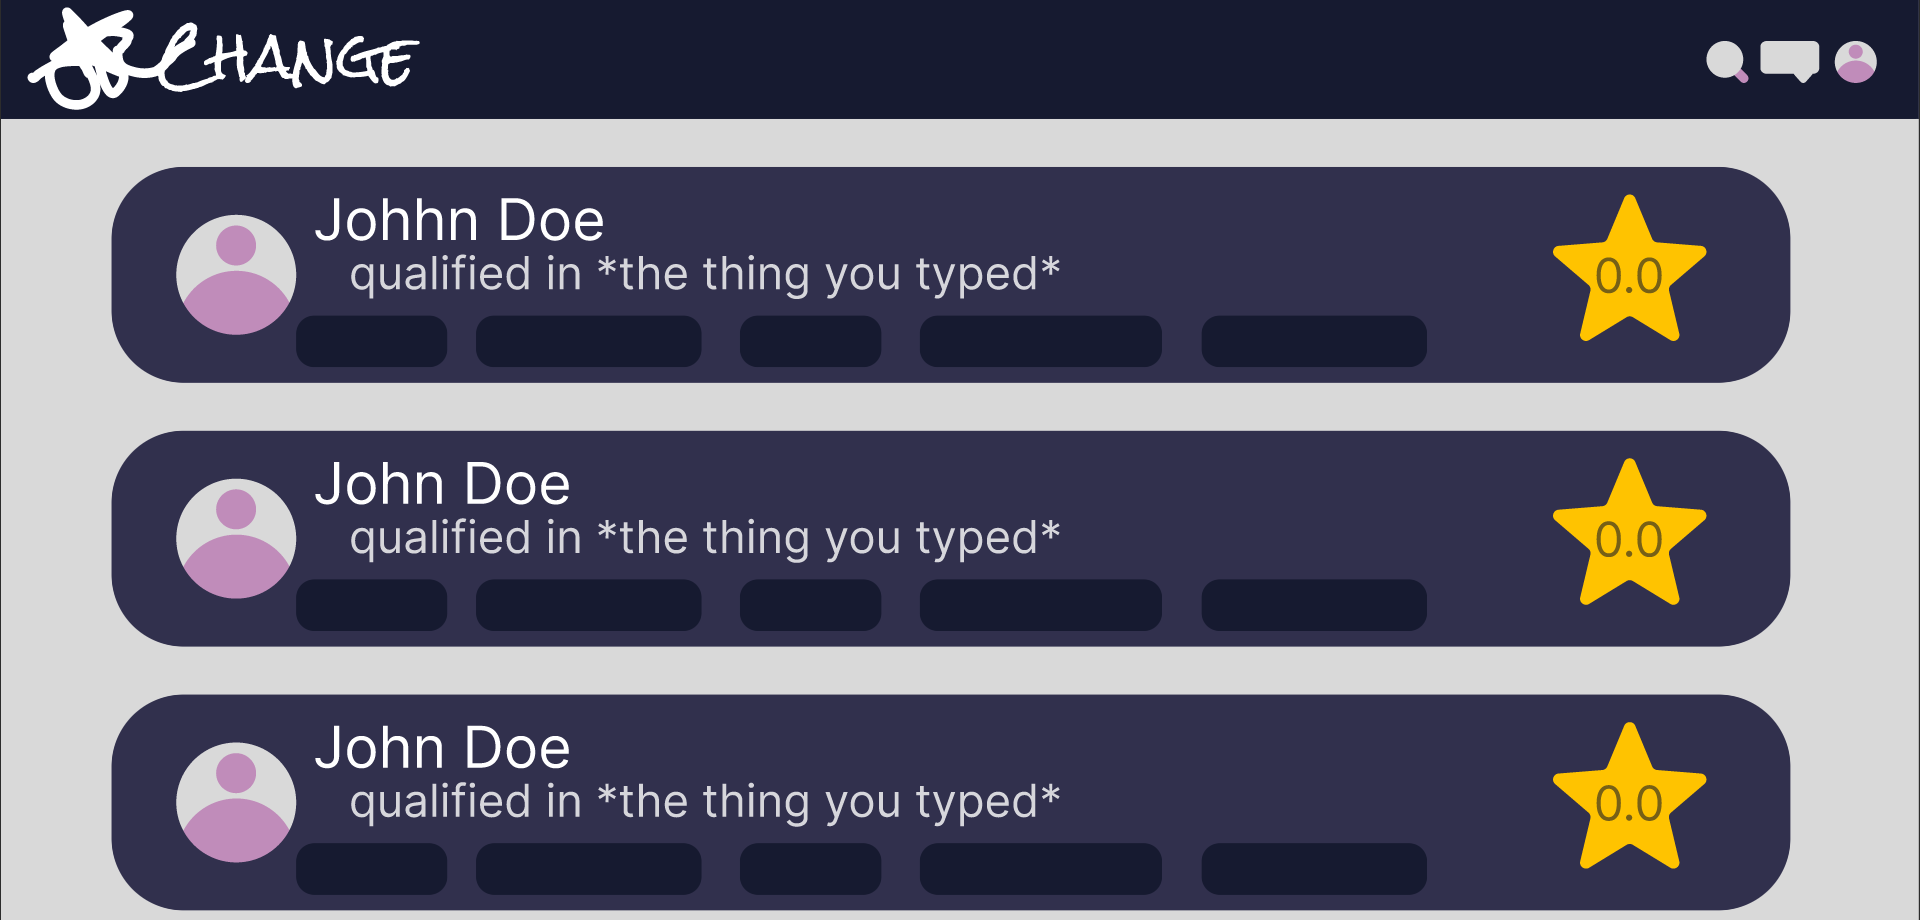 Change
Johhn Doe
qualified in *the thing you typed*
0.0
John Doe
qualified in *the thing you typed*
0.0
John Doe
qualified in *the thing you typed*
0.0